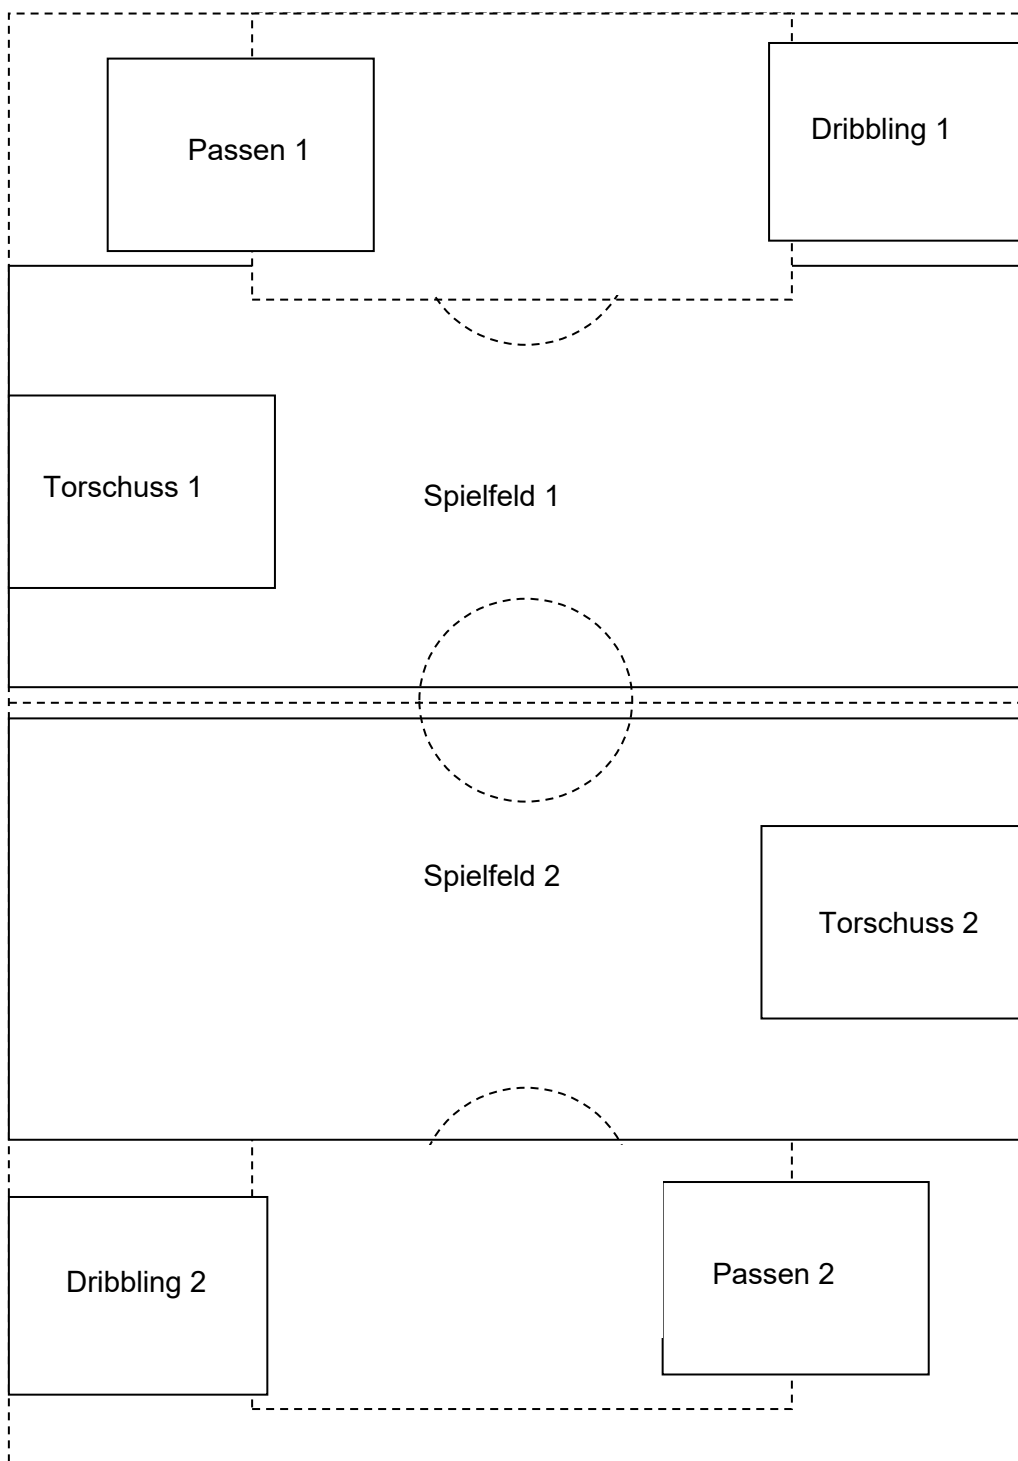 Passen 1
Dribbling 1
Torschuss 1
Spielfeld 1
Spielfeld 2
Torschuss 2
Dribbling 2
Passen 2